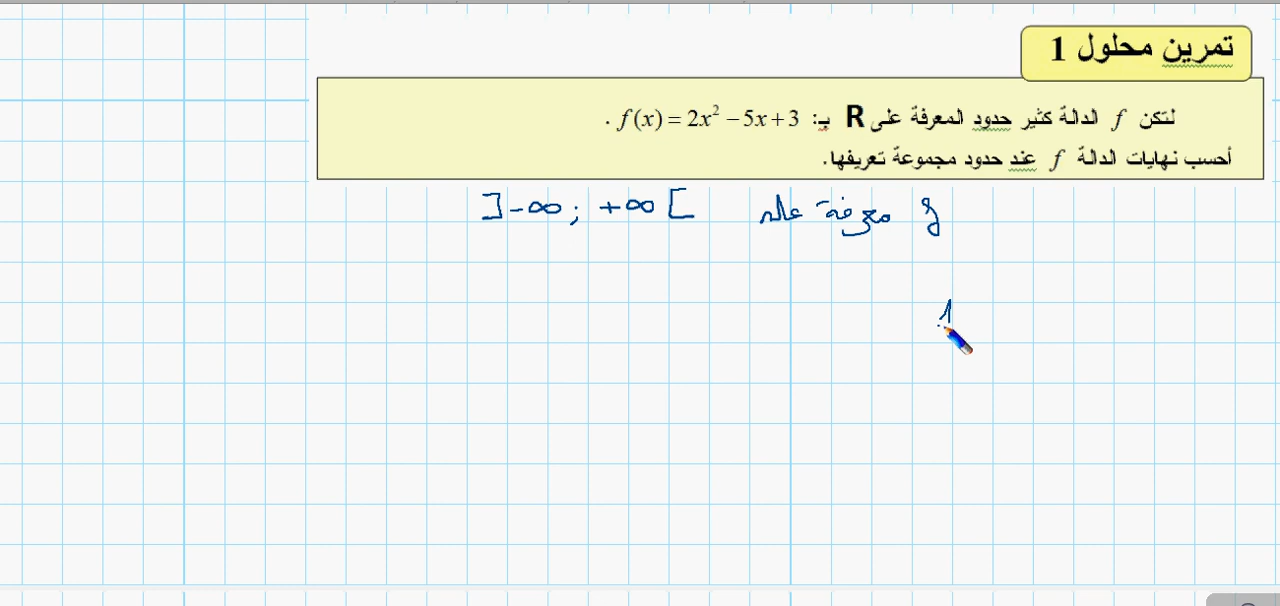 تمرين محلول 1
لتكن f الدالة كثير حدود المعرفة على R بـ: f(x) = 2x² − 5x + 3 .
أحسب نهايات الدالة f عند حدود مجموعة تعريفها.
f معرفة على ]−∞ ; +∞[
1